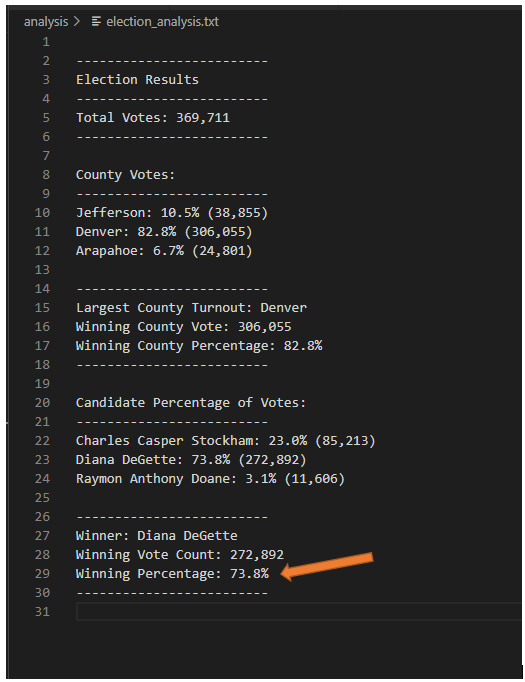 analysis > election_analysis.txt
1
2 --------------------------
3 Election Results
4 --------------------------
5 Total Votes: 369,711
6 --------------------------
7
8 County Votes:
9 --------------------------
10 Jefferson: 10.5% (38,855)
11 Denver: 82.8% (306,055)
12 Arapahoe: 6.7% (24,801)
13
14 --------------------------
15 Largest County Turnout: Denver
16 Winning County Vote: 306,055
17 Winning County Percentage: 82.8%
18 --------------------------
19
20 Candidate Percentage of Votes:
21 --------------------------
22 Charles Casper Stockham: 23.0% (85,213)
23 Diana DeGette: 73.8% (272,892)
24 Raymon Anthony Doane: 3.1% (11,606)
25
26 --------------------------
27 Winner: Diana DeGette
28 Winning Vote Count: 272,892
29 Winning Percentage: 73.8%
30 --------------------------
31